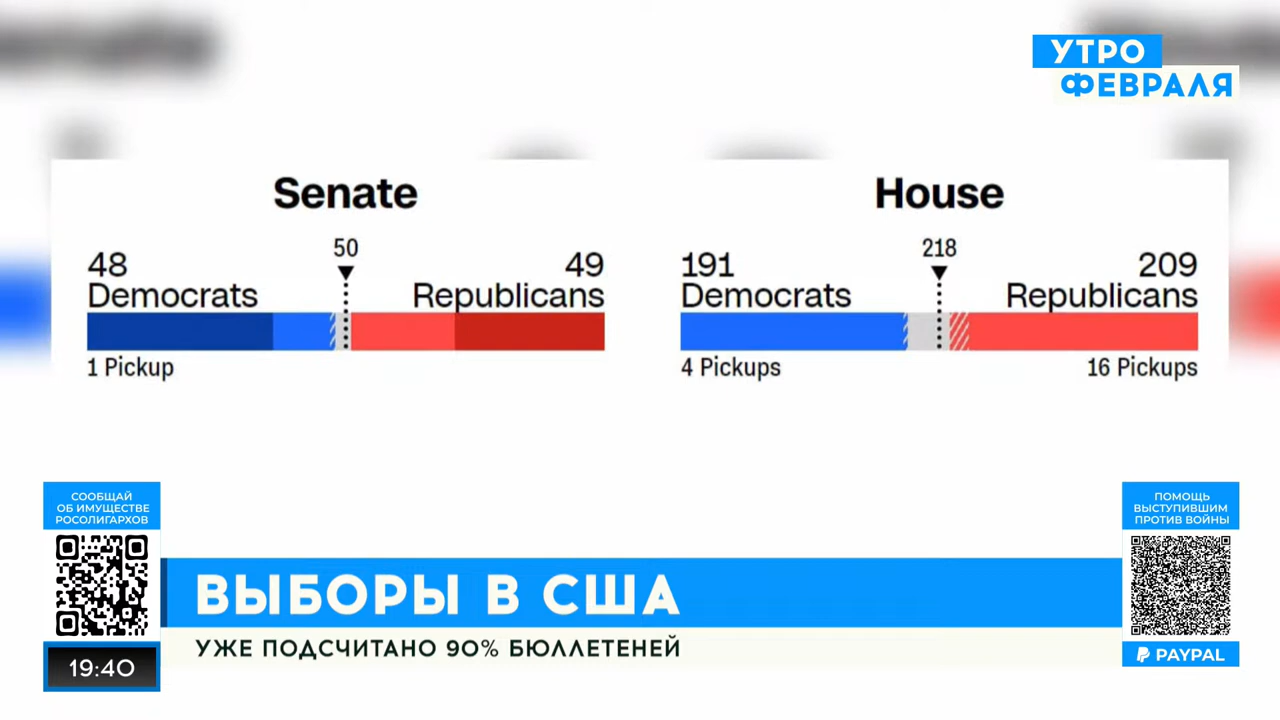 УТРО
ФЕВРАЛЯ
Senate
50
48
49
Democrats
Republicans
1 Pickup
House
218
191
209
Democrats
Republicans
4 Pickups
16 Pickups
СООБЩАЙ
ОБ ИМУЩЕСТВЕ
РОСОЛИГАРХОВ
ПОМОЩЬ
ВЫСТУПИВШИМ
ПРОТИВ ВОЙНЫ
ВЫБОРЫ В США
УЖЕ ПОДСЧИТАНО 90% БЮЛЛЕТЕНЕЙ
19:40
PAYPAL